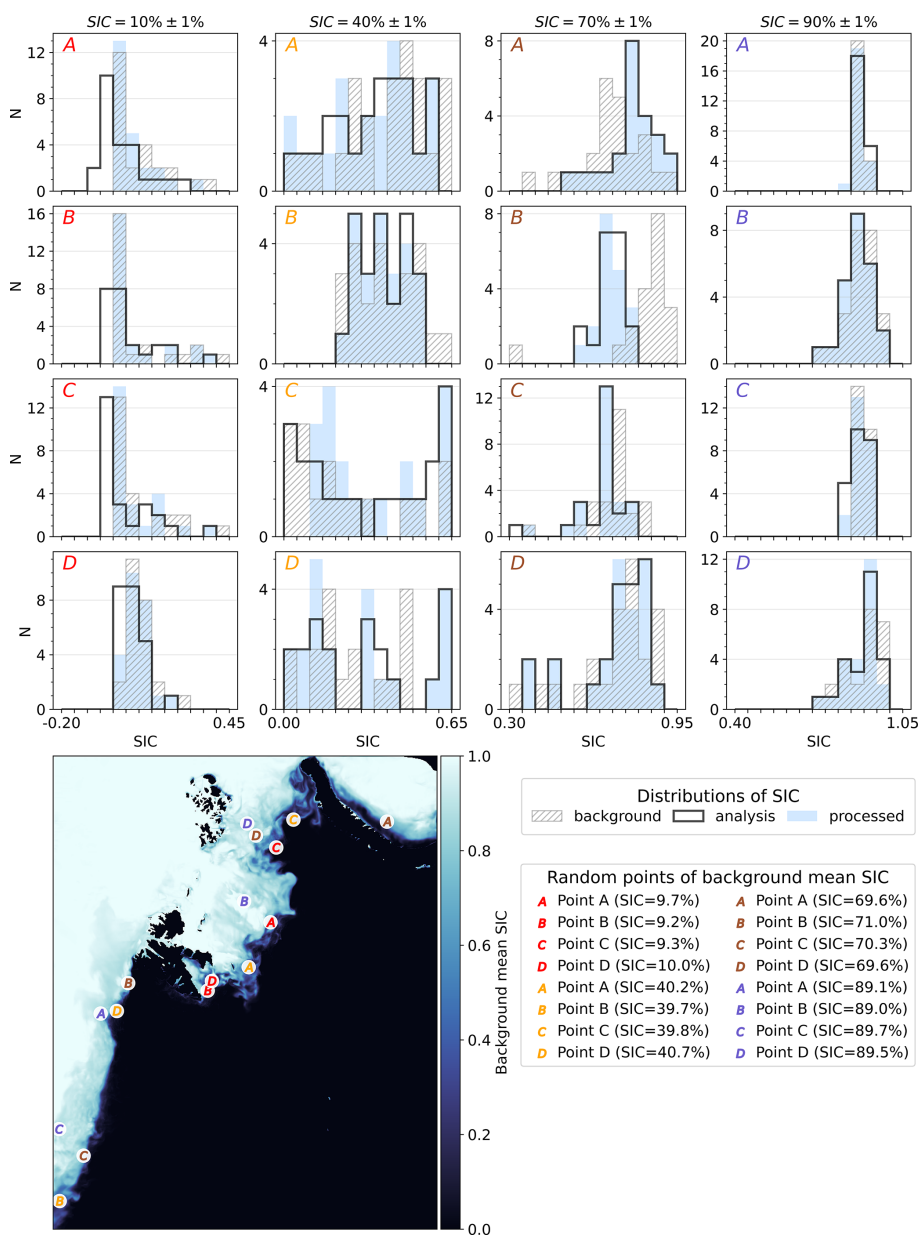 SIC = 10% ± 1%
SIC = 40% ± 1%
SIC = 70% ± 1%
SIC = 90% ± 1%
A
12
8
4
0
N
A
4
0
A
8
4
0
A
20
16
12
8
4
0
B
16
12
8
4
0
N
B
4
0
B
8
4
0
B
8
4
0
C
12
8
4
0
N
C
4
0
C
12
8
4
0
C
12
8
4
0
D
8
4
0
N
-0.20
0.45
SIC
D
4
0
0.00
0.65
SIC
D
8
4
0
0.30
0.95
SIC
D
12
8
4
0
0.40
1.05
SIC
D
D
C
A
C
B
A
A
D
B
B
A
D
C
C
B
1.0
0.8
0.6
0.4
0.2
0.0
Background mean SIC
Distributions of SIC
background analysis processed
Random points of background mean SIC
A Point A (SIC=9.7%)
B Point B (SIC=9.2%)
C Point C (SIC=9.3%)
D Point D (SIC=10.0%)
A Point A (SIC=40.2%)
B Point B (SIC=39.7%)
C Point C (SIC=39.8%)
D Point D (SIC=40.7%)
A Point A (SIC=69.6%)
B Point B (SIC=71.0%)
C Point C (SIC=70.3%)
D Point D (SIC=69.6%)
A Point A (SIC=89.1%)
B Point B (SIC=89.0%)
C Point C (SIC=89.7%)
D Point D (SIC=89.5%)